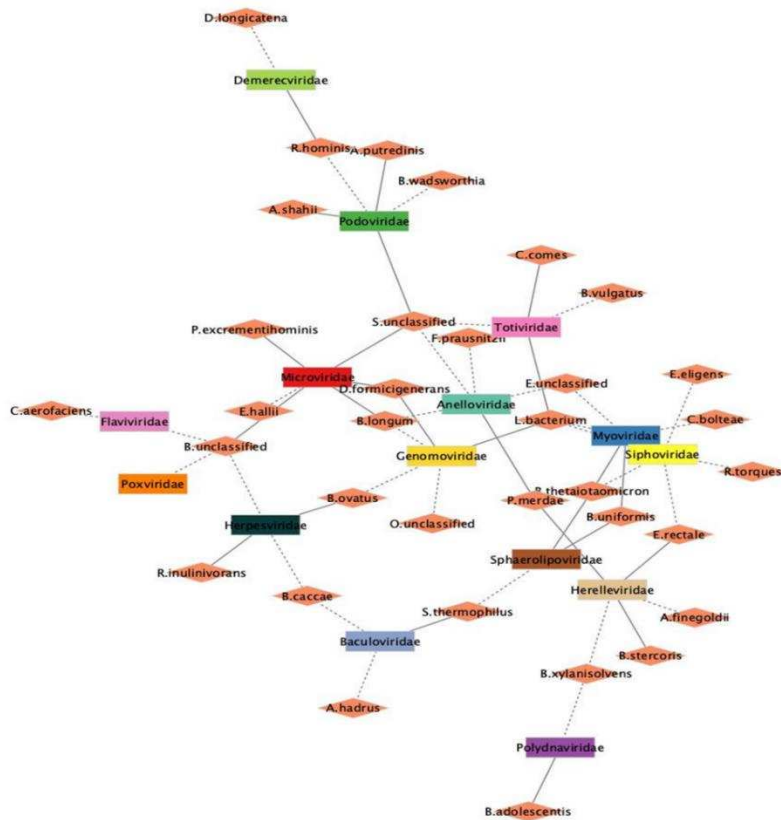 D.longicatena
Demerecviridae
R.hominis
A.putredinis
B.wadsworthia
A.shahii
Podoviridae
C.comes
B.vulgatus
S.unclassified
Totiviridae
P.excrementihominis
F.prausnitzii
Microviridae
E.eligens
D.formicigenerans
E.unclassified
Anelloviridae
C.aerofaciens
E.hallii
Flaviviridae
B.longum
L.bacterium
C.bolteae
Myoviridae
B.unclassified
Genomoviridae
Siphoviridae
R.torques
Poxviridae
B.ovatus
B.thetaiotaomicron
P.merdae
Herpesviridae
O.unclassified
B.uniformis
E.rectale
Sphaerolipoviridae
R.inulinivorans
Herelleviridae
B.caccae
S.thermophilus
A.finegoldii
Baculoviridae
B.stercoris
B.xylanisolvens
A.hadrus
Polydnaviridae
B.adolescentis